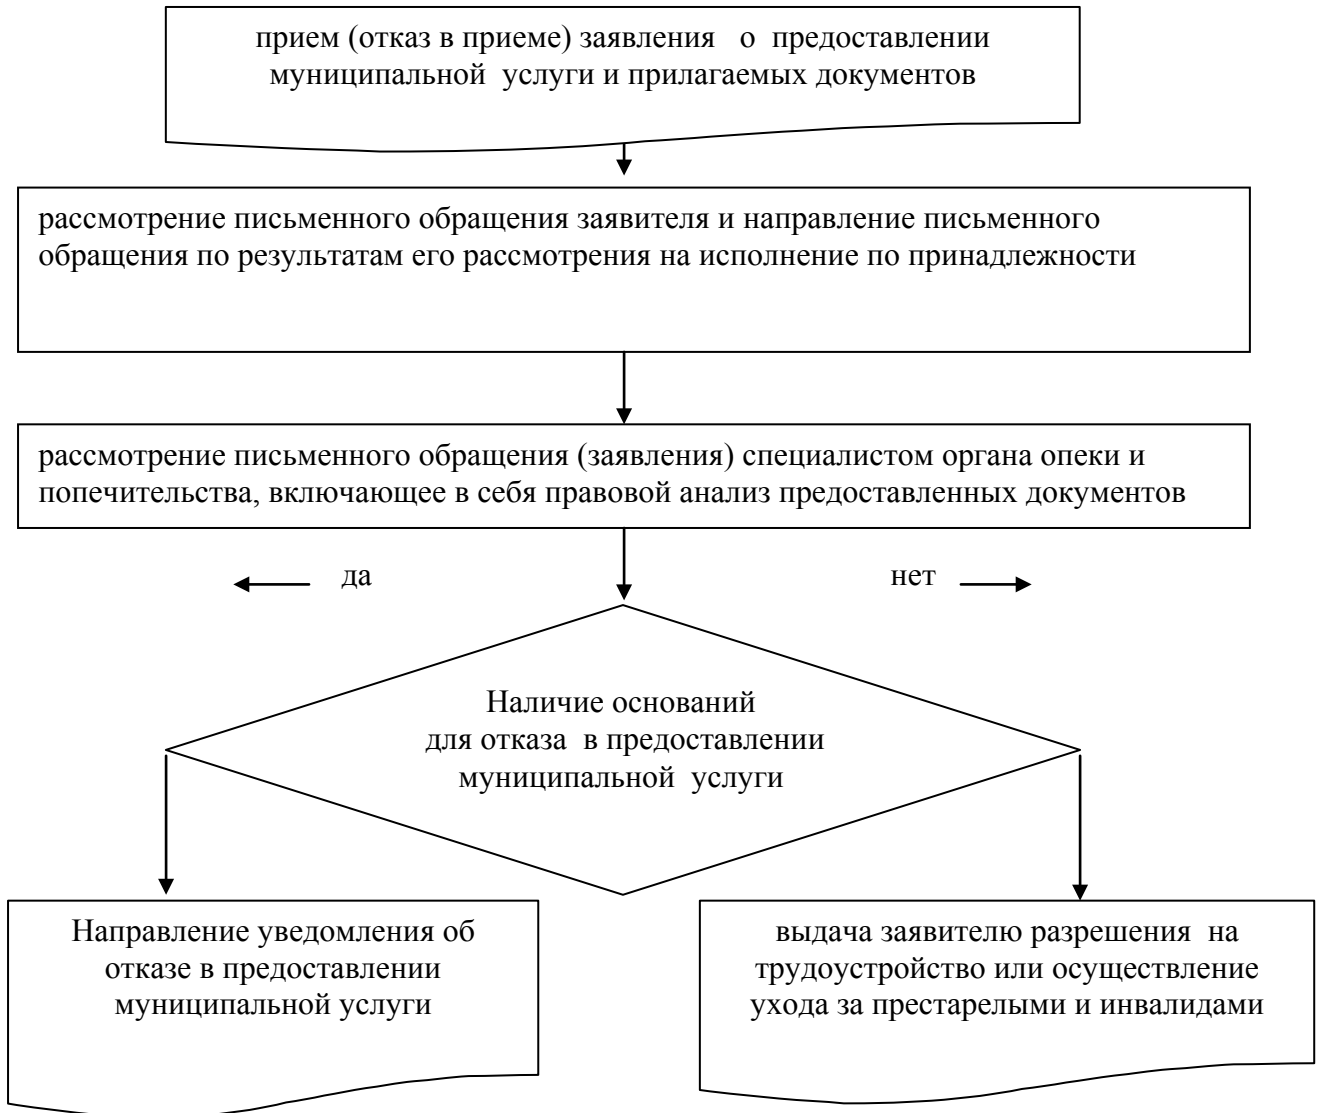 прием (отказ в приеме) заявления о предоставлении
муниципальной услуги и прилагаемых документов
рассмотрение письменного обращения заявителя и направление письменного
обращения по результатам его рассмотрения на исполнение по принадлежности
рассмотрение письменного обращения (заявления) специалистом органа опеки и
попечительства, включающее в себя правовой анализ предоставленных документов
да
нет
Наличие оснований
для отказа в предоставлении
муниципальной услуги
Направление уведомления об
отказе в предоставлении
муниципальной услуги
выдача заявителю разрешения на
трудоустройство или осуществление
ухода за престарелыми и инвалидами